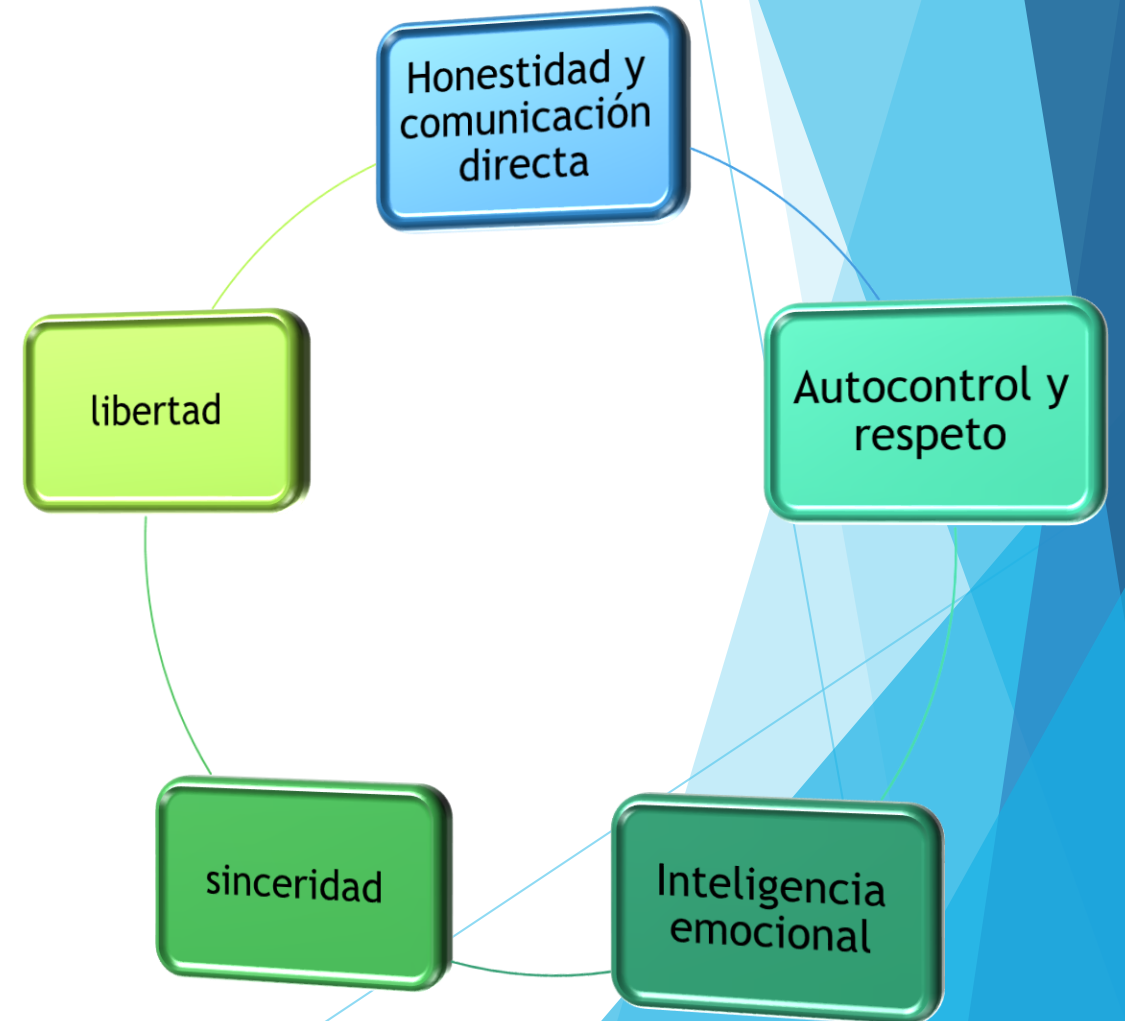 Honestidad y
comunicación
directa
Autocontrol y
respeto
Inteligencia
emocional
sinceridad
libertad